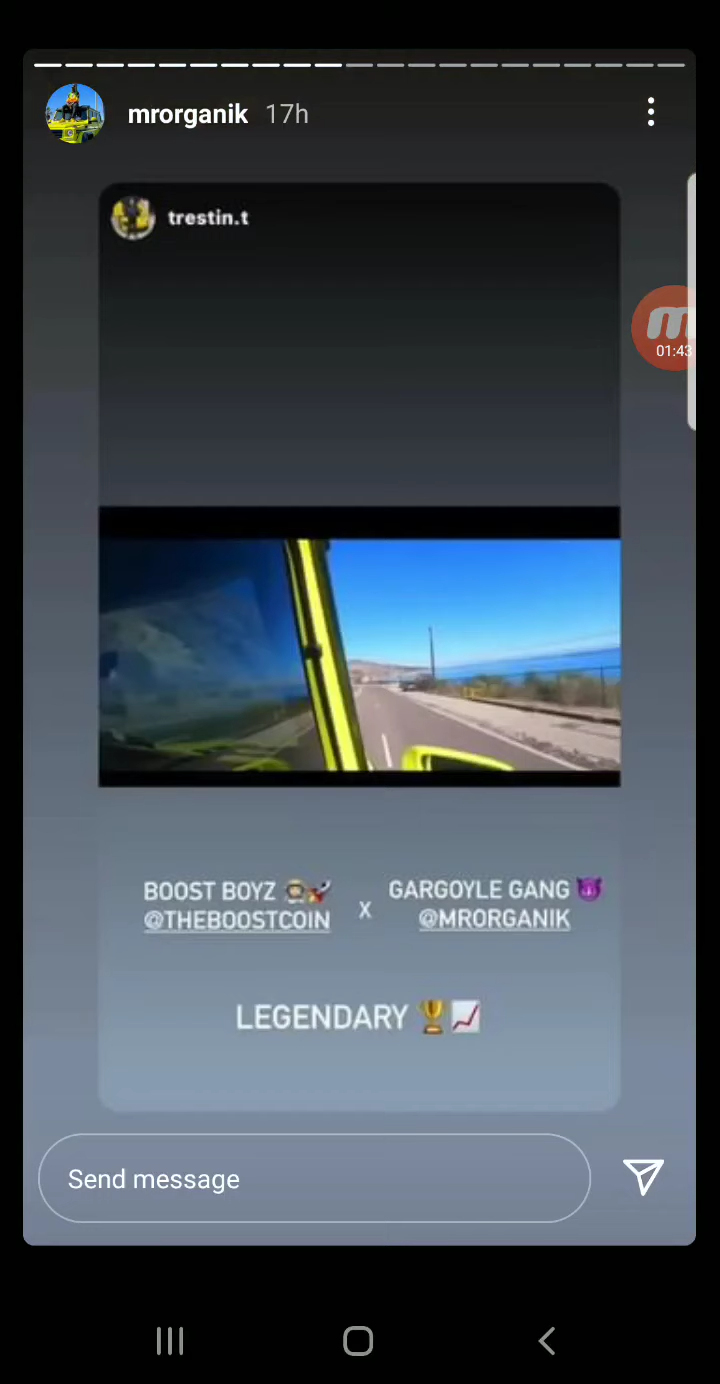 mrorganik 17h
trestin.t
m
01:43
BOOST BOYZ 👨🏻‍🚀🚀 x GARGOYLE GANG 😈
@THEBOOSTCOIN @MRORGANIK
LEGENDARY 🏆📈
Send message